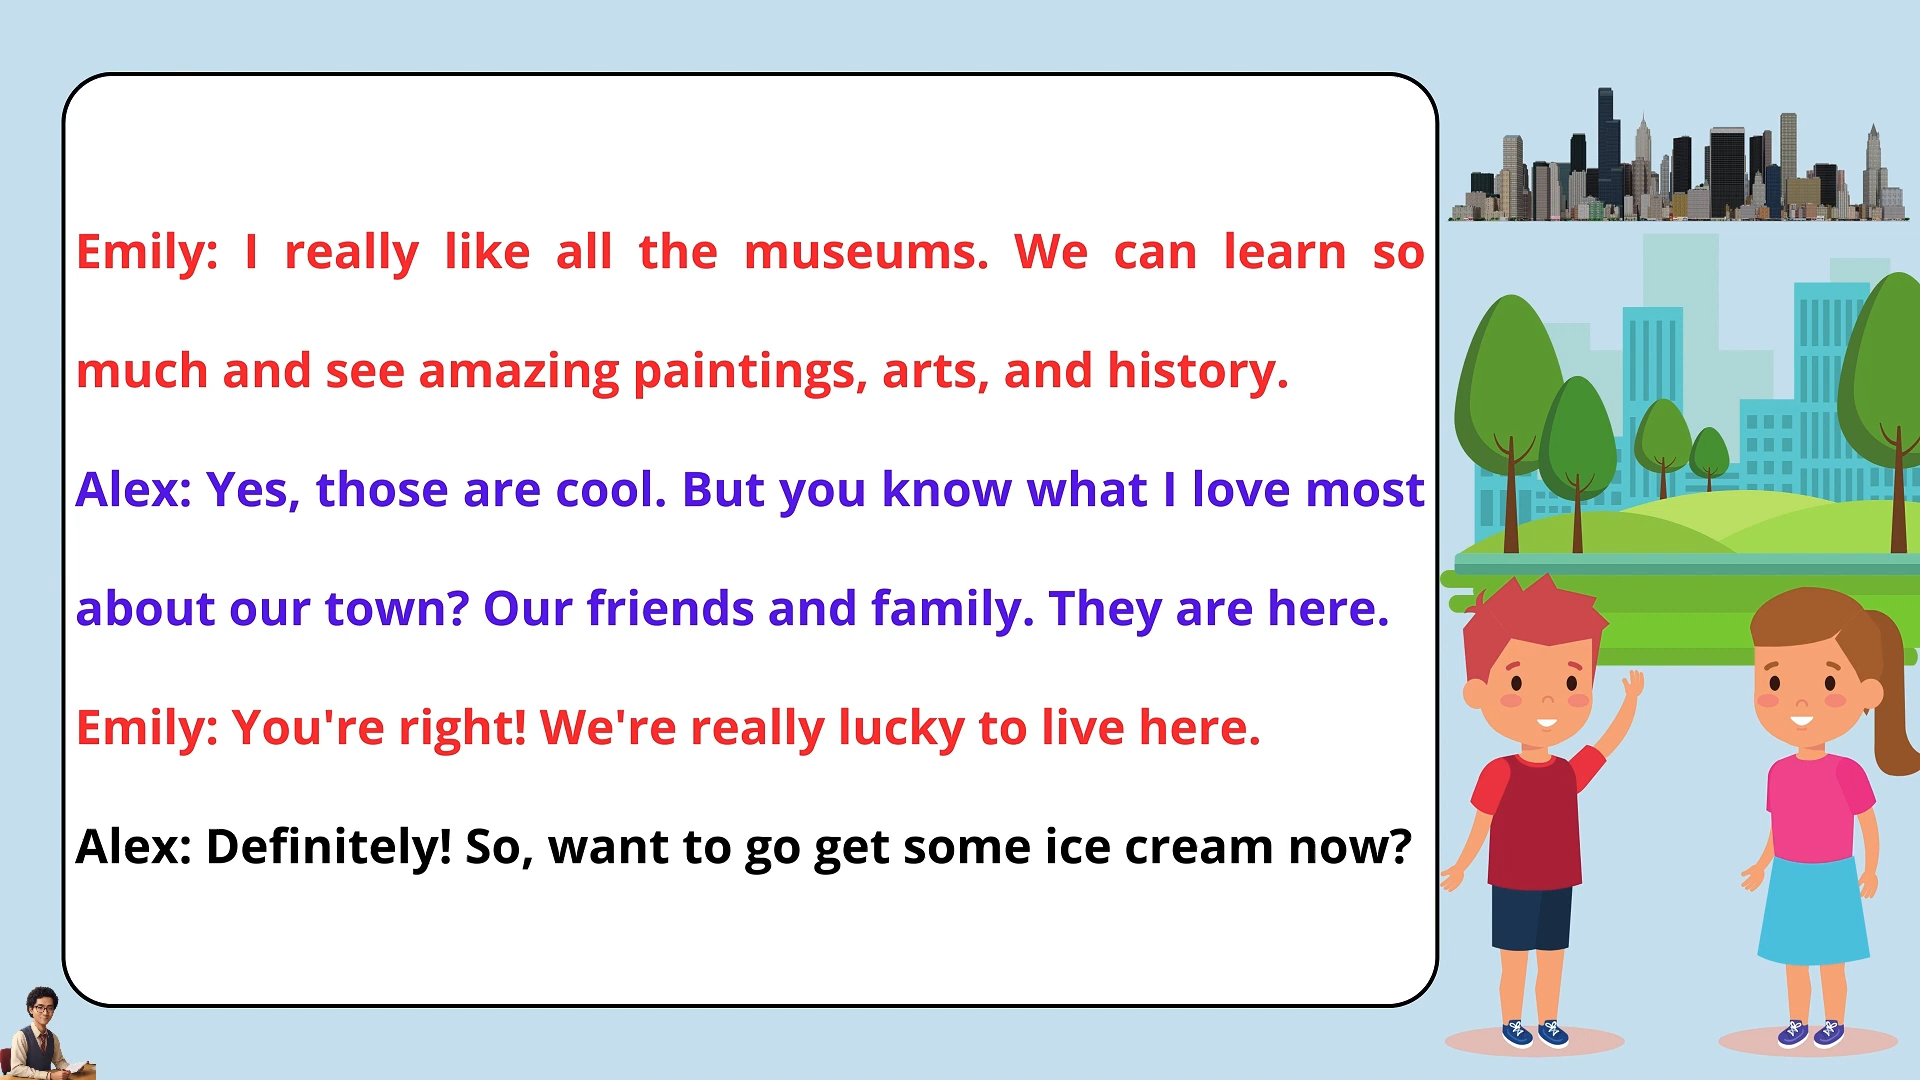 Emily: I really like all the museums. We can learn so
much and see amazing paintings, arts, and history.
Alex: Yes, those are cool. But you know what I love most
about our town? Our friends and family. They are here.
Emily: You're right! We're really lucky to live here.
Alex: Definitely! So, want to go get some ice cream now?